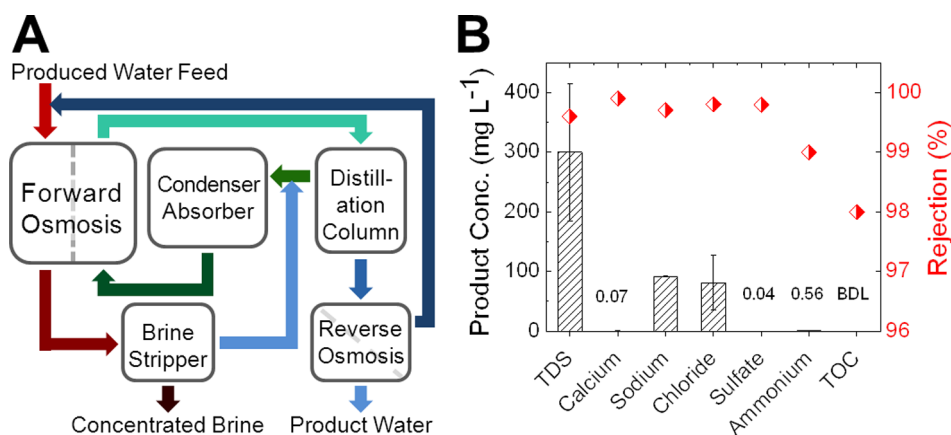 A
Produced Water Feed
Forward
Osmosis
Condenser
Absorber
Distill-
ation
Column
Brine
Stripper
Reverse
Osmosis
Concentrated Brine
Product Water
B
Product Conc. (mg L⁻¹)
400
300
200
100
0
0.07
0.04
0.56
BDL
100
99
98
97
96
Rejection (%)
TDS
Calcium
Sodium
Chloride
Sulfate
Ammonium
TOC